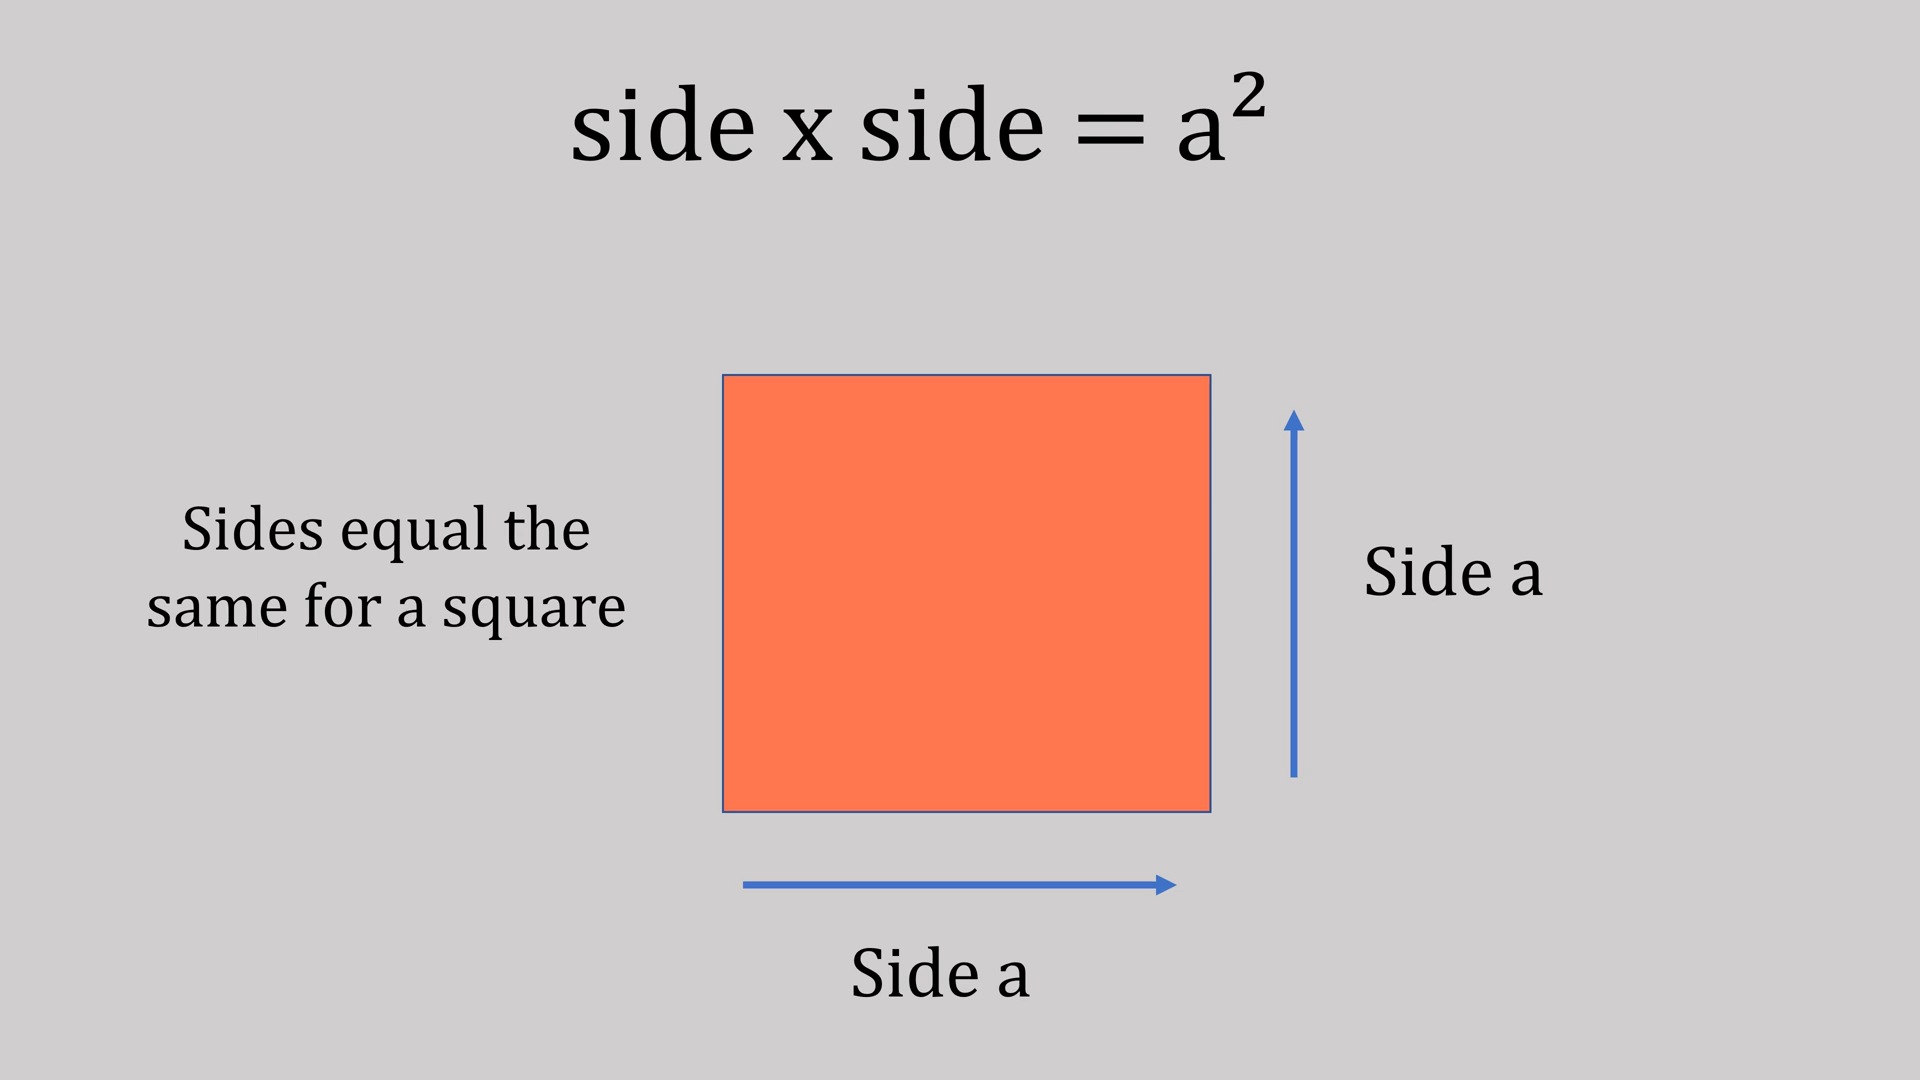 side x side = a²
Sides equal the
same for a square
Side a
Side a